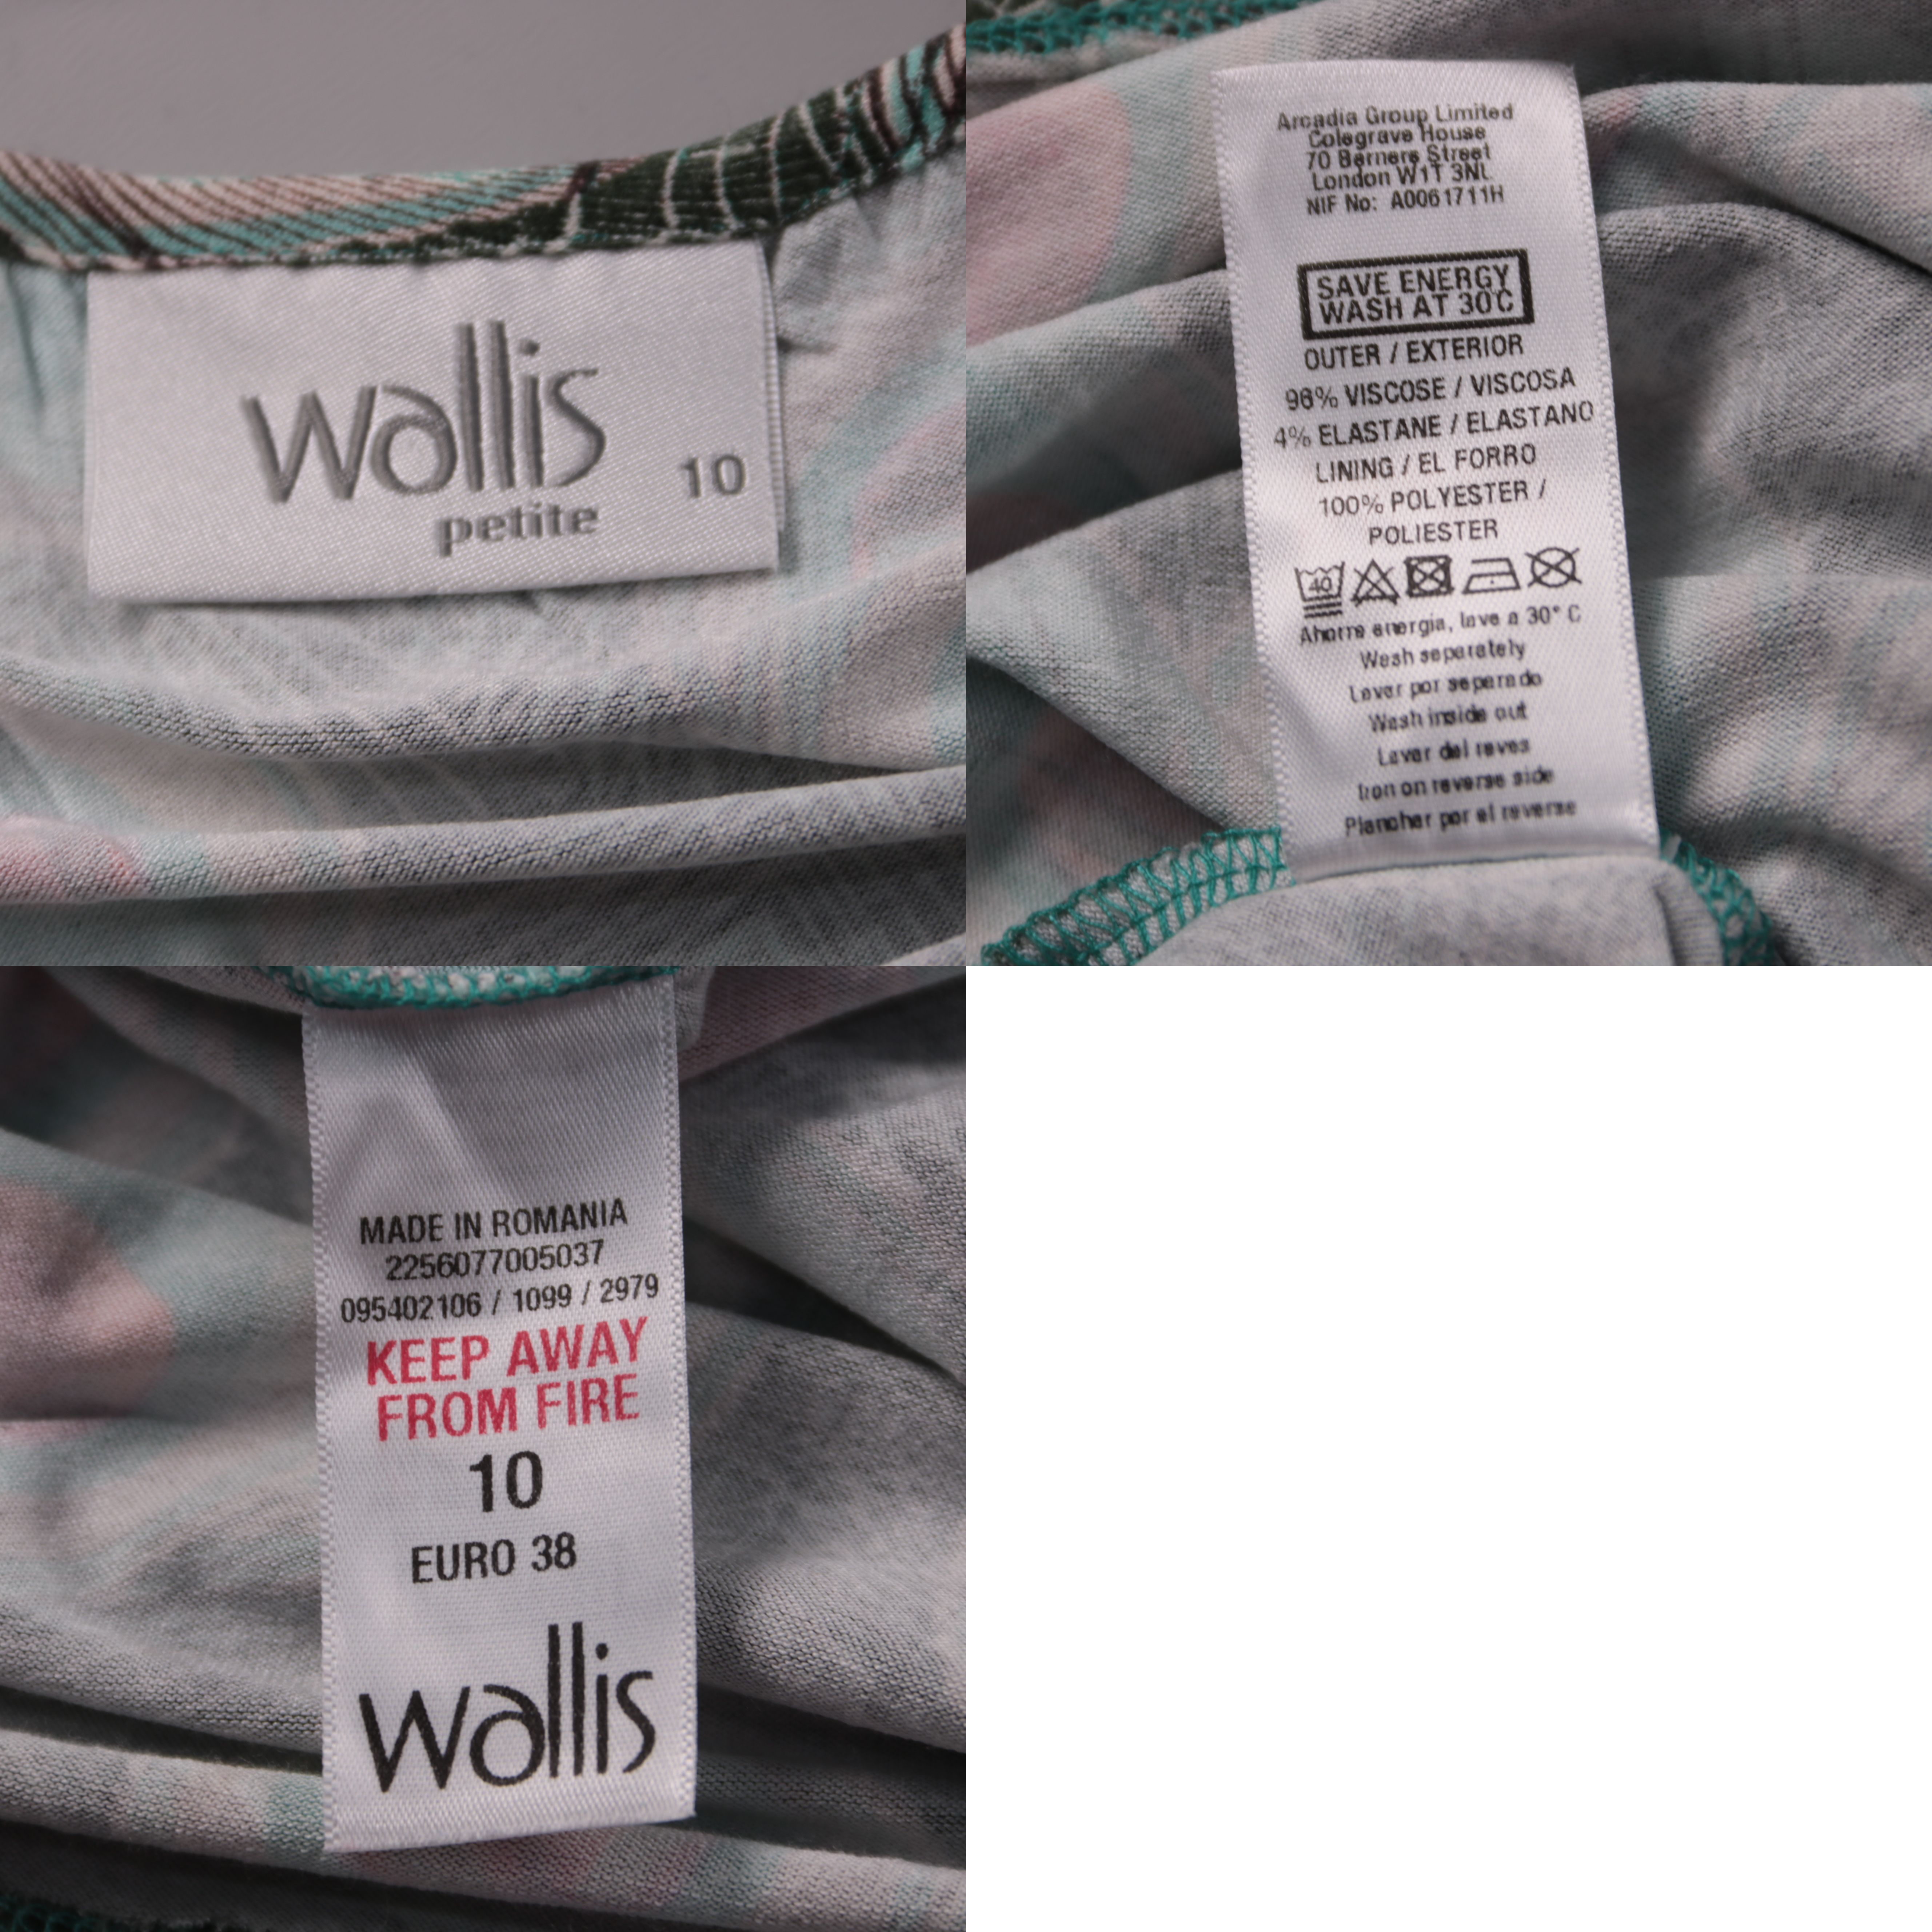 wallis
petite
10
Arcadia Group Limited
Colegrave House
70 Berners Street
London W1T 3NL
NIF No: A0061711H
SAVE ENERGY
WASH AT 30°C
OUTER / EXTERIOR
96% VISCOSE / VISCOSA
4% ELASTANE / ELASTANO
LINING / EL FORRO
100% POLYESTER /
POLIESTER
40
Ahorre energia, lave a 30° C
Wash separately
Lavar por separado
Wash inside out
Lavar del reves
Iron on reverse side
Planchar por el reverse
MADE IN ROMANIA
2256077005037
095402106 / 1099 / 2979
KEEP AWAY
FROM FIRE
10
EURO 38
wallis